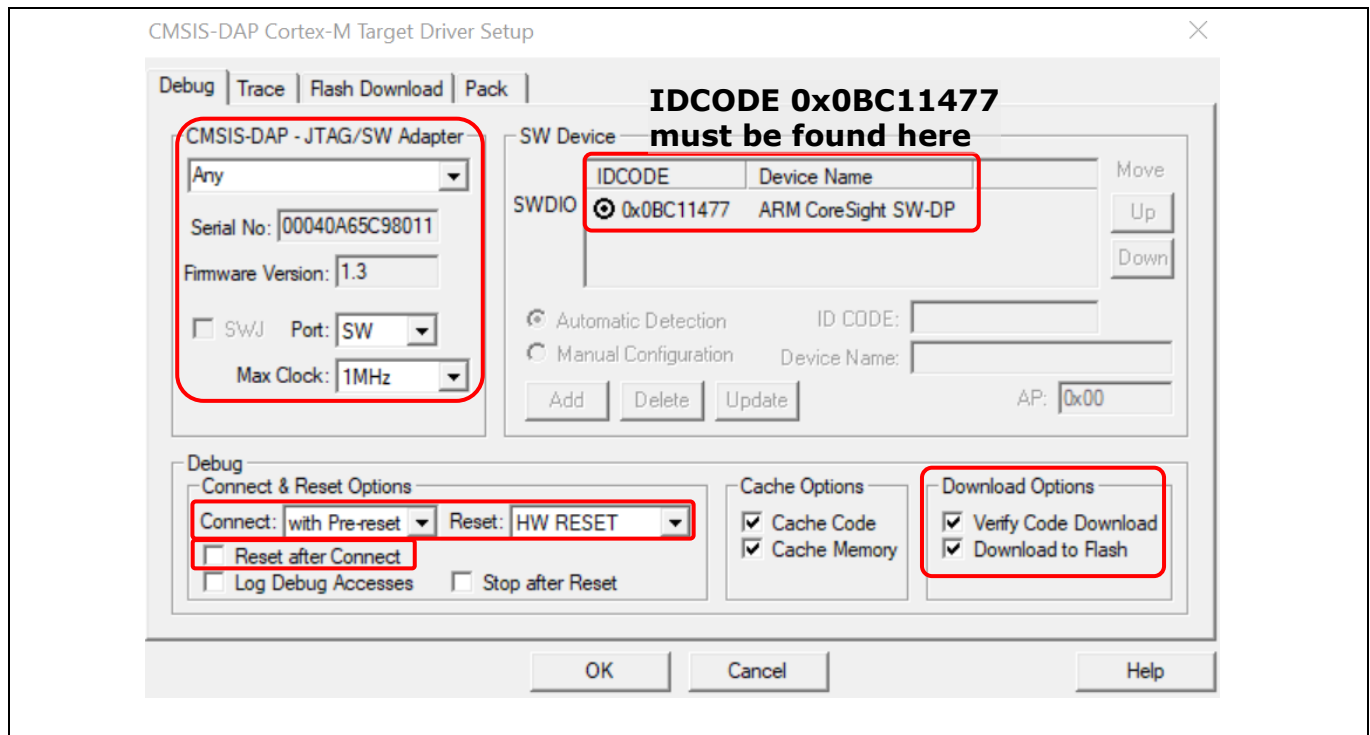 CMSIS-DAP Cortex-M Target Driver Setup
Debug Trace Flash Download Pack
IDCODE 0x0BC11477
must be found here
CMSIS-DAP - JTAG/SW Adapter
Any
Serial No: 00040A65C98011
Firmware Version: 1.3
SWJ Port: SW
Max Clock: 1MHz
SW Device
IDCODE Device Name
SWDIO 0x0BC11477 ARM CoreSight SW-DP
Move
Up
Down
Automatic Detection ID CODE:
Manual Configuration Device Name:
Add Delete Update AP: 0x00
Debug
Connect & Reset Options
Connect: with Pre-reset Reset: HW RESET
Reset after Connect
Log Debug Accesses Stop after Reset
Cache Options
Cache Code
Cache Memory
Download Options
Verify Code Download
Download to Flash
OK Cancel Help